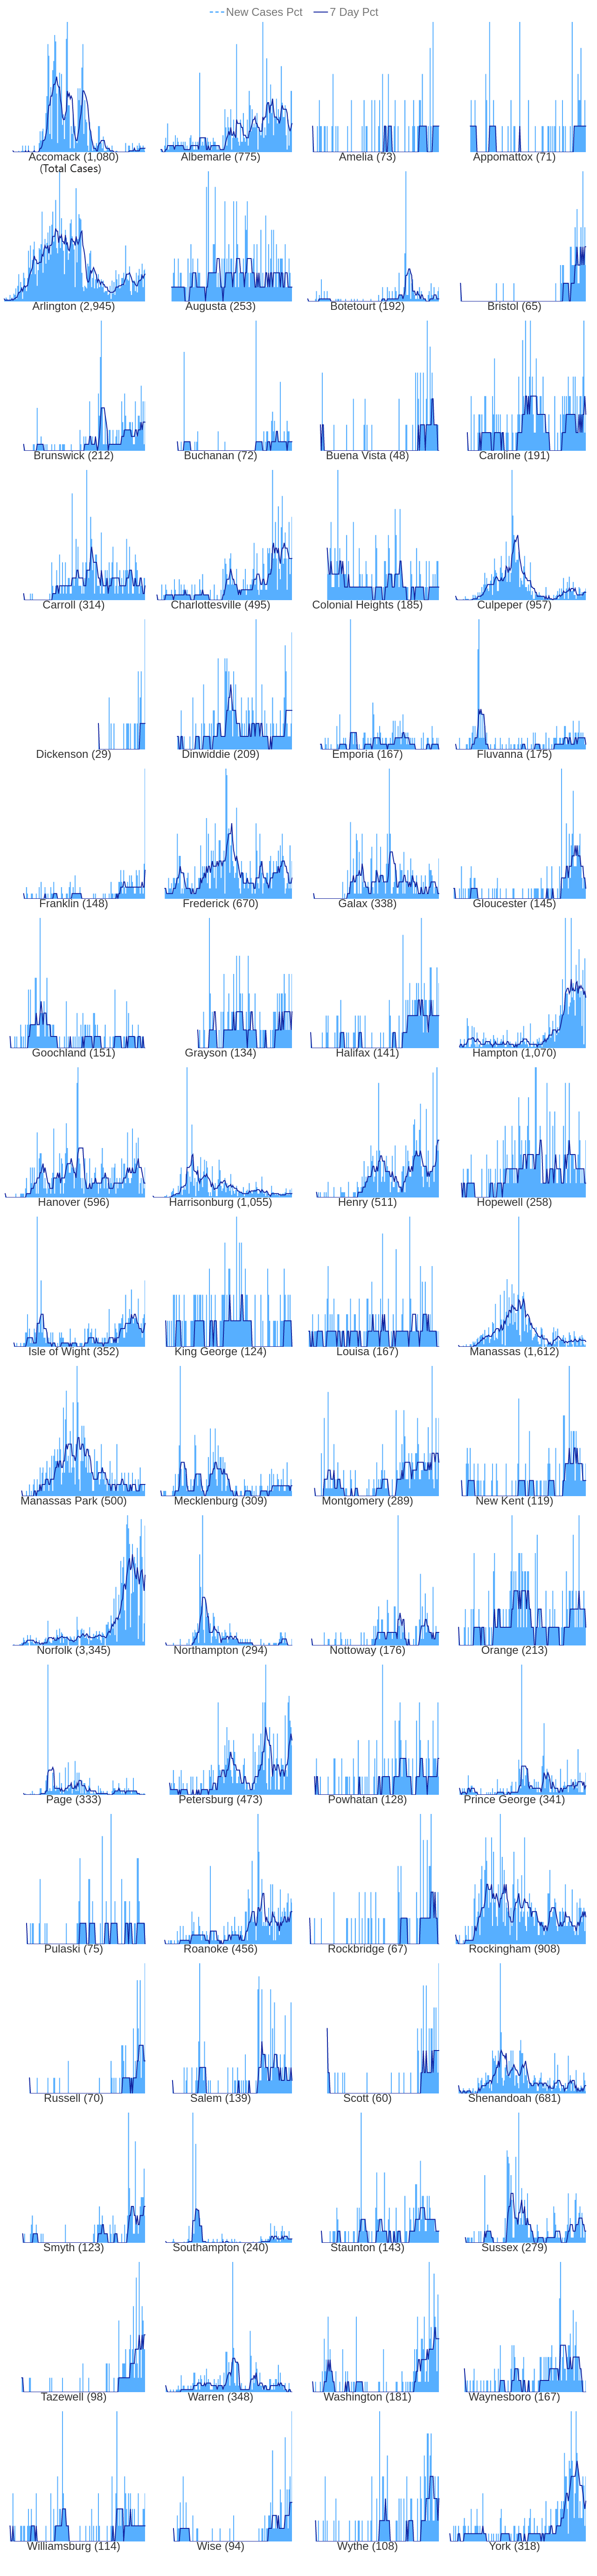 New Cases Pct 7 Day Pct
Accomack (1,080) Albemarle (775) Amelia (73) Appomattox (71)
(Total Cases)
Arlington (2,945) Augusta (253) Botetourt (192) Bristol (65)
Brunswick (212) Buchanan (72) Buena Vista (48) Caroline (191)
Carroll (314) Charlottesville (495) Colonial Heights (185) Culpeper (957)
Dickenson (29) Dinwiddie (209) Emporia (167) Fluvanna (175)
Franklin (148) Frederick (670) Galax (338) Gloucester (145)
Goochland (151) Grayson (134) Halifax (141) Hampton (1,070)
Hanover (596) Harrisonburg (1,055) Henry (511) Hopewell (258)
Isle of Wight (352) King George (124) Louisa (167) Manassas (1,612)
Manassas Park (500) Mecklenburg (309) Montgomery (289) New Kent (119)
Norfolk (3,345) Northampton (294) Nottoway (176) Orange (213)
Page (333) Petersburg (473) Powhatan (128) Prince George (341)
Pulaski (75) Roanoke (456) Rockbridge (67) Rockingham (908)
Russell (70) Salem (139) Scott (60) Shenandoah (681)
Smyth (123) Southampton (240) Staunton (143) Sussex (279)
Tazewell (98) Warren (348) Washington (181) Waynesboro (167)
Williamsburg (114) Wise (94) Wythe (108) York (318)